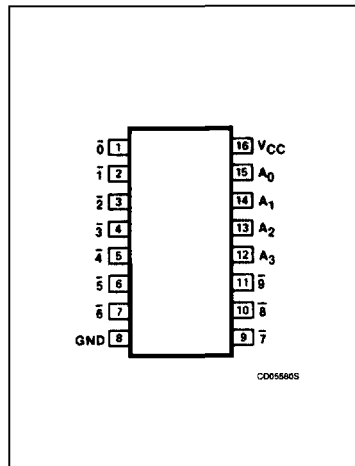 0̅ 1 16 VCC
1̅ 2 15 A0
2̅ 3 14 A1
3̅ 4 13 A2
4̅ 5 12 A3
5̅ 6 11 9̅
6̅ 7 10 8̅
GND 8 9 7̅
CD05580S